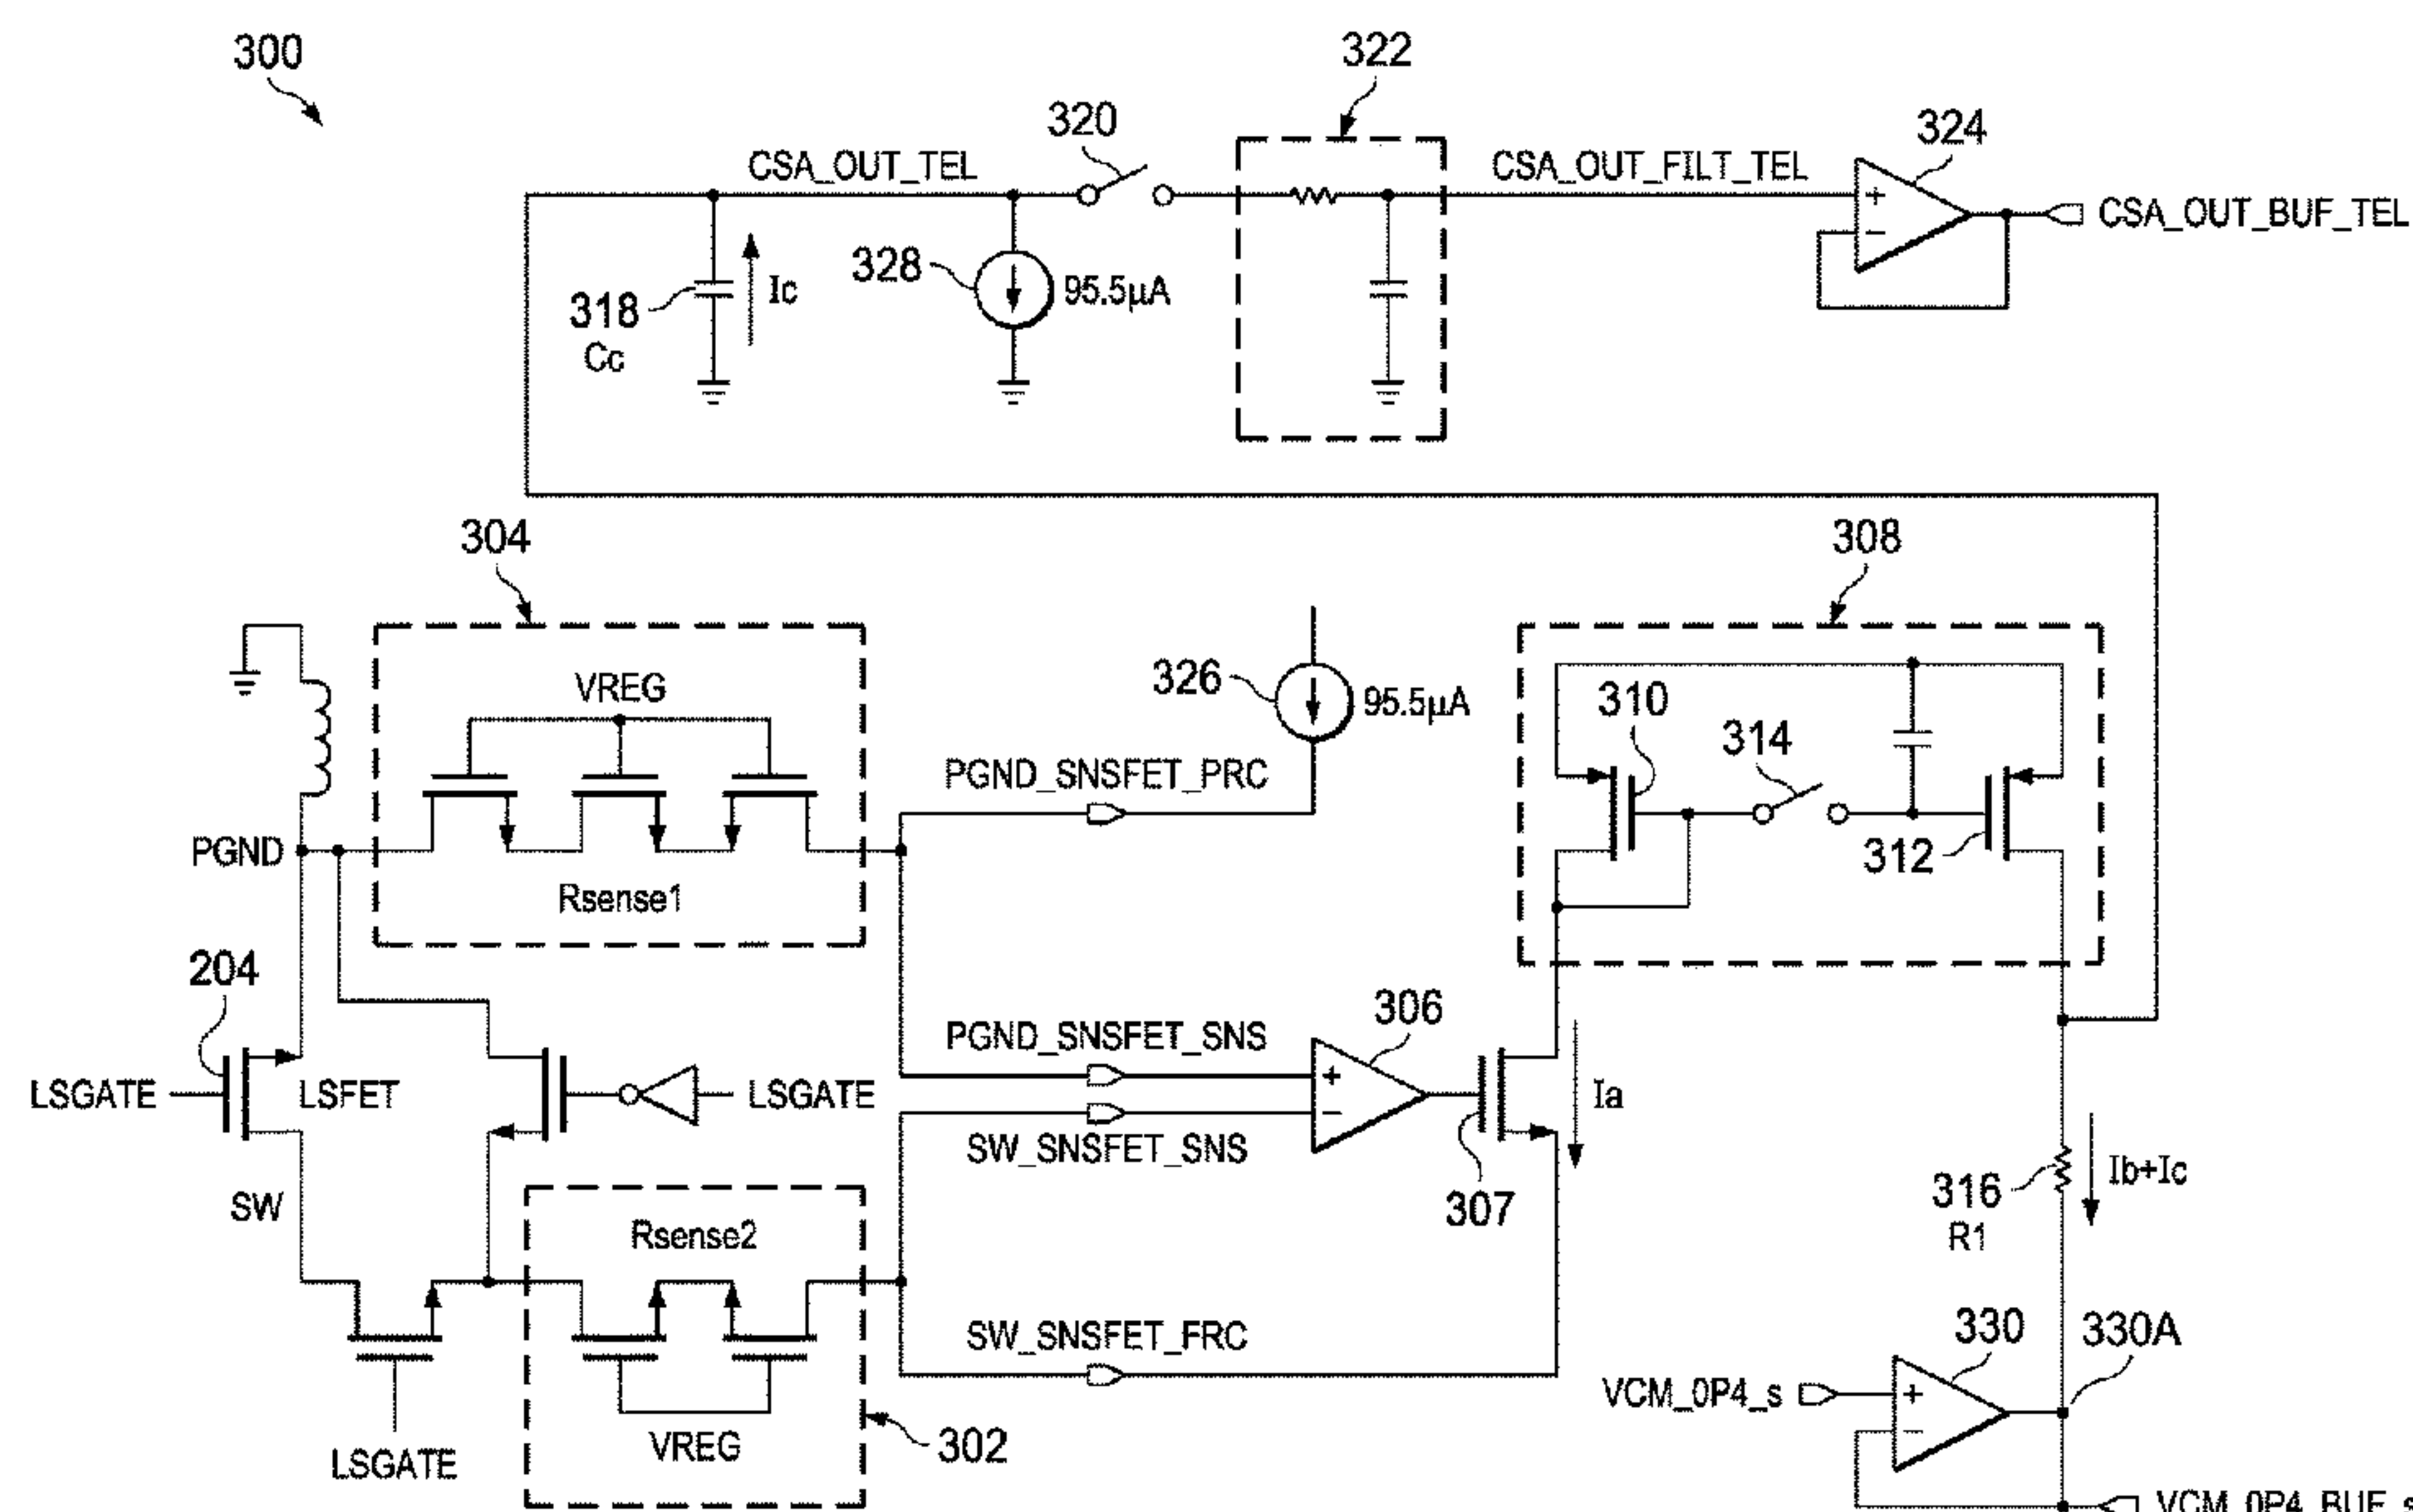 300
322
320
324
CSA_OUT_TEL
CSA_OUT_FILT_TEL
CSA_OUT_BUF_TEL
328
95.5μA
318
Ic
Cc
304
308
VREG
326
95.5μA
310
314
PGND_SNSFET_PRC
312
PGND
Rsense1
204
306
PGND_SNSFET_SNS
LSGATE
LSFET
LSGATE
Ia
SW_SNSFET_SNS
307
SW
Rsense2
316
R1
Ib+Ic
SW_SNSFET_FRC
330
330A
VCM_0P4_s
VREG
302
LSGATE